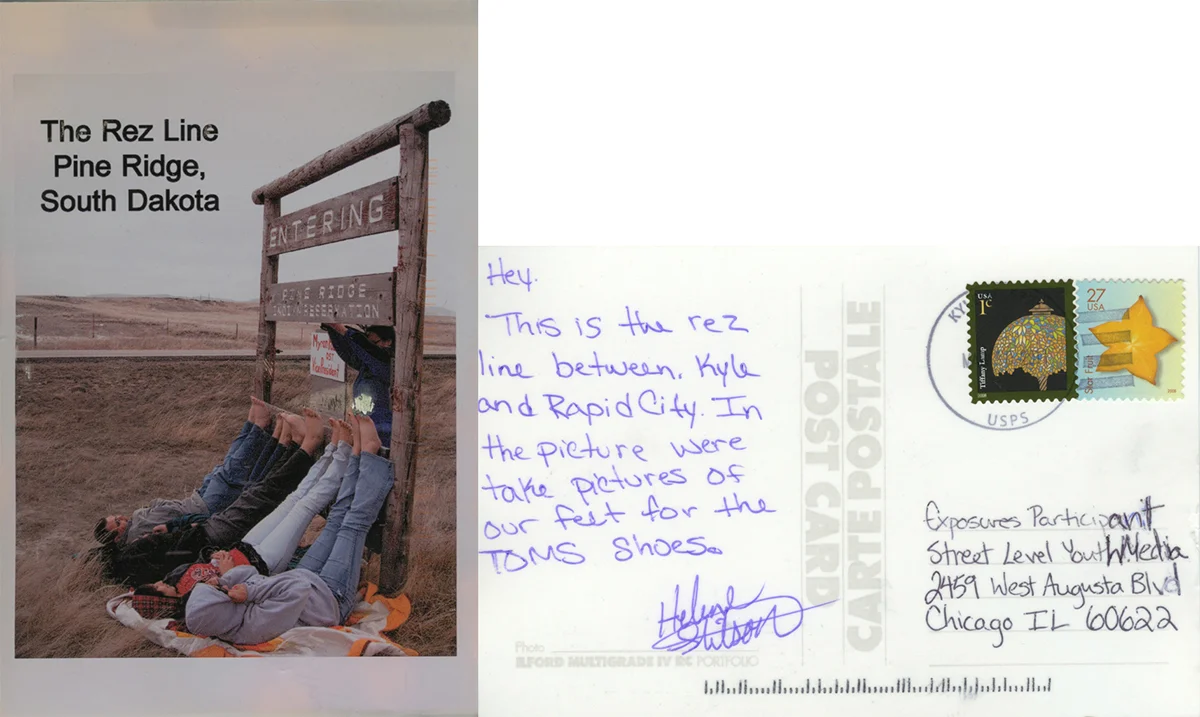 The Rez Line
Pine Ridge,
South Dakota
ENTERING
PINE RIDGE
INDIAN RESERVATION
Hey.
This is the rez
line between, Kyle
and Rapid City. In
the picture were
take pictures of
our feet for the
TOMS Shoes.
Photo
ILFORD MULTIGRADE IV RC PORTFOLIO
POST CARD
CARTE POSTALE
KY
USPS
USA
1c
Tiffany Lamp
27
USA
Star Fruit
Exposures Participant
Street Level Youth Media
2459 West Augusta Blvd
Chicago IL 60622